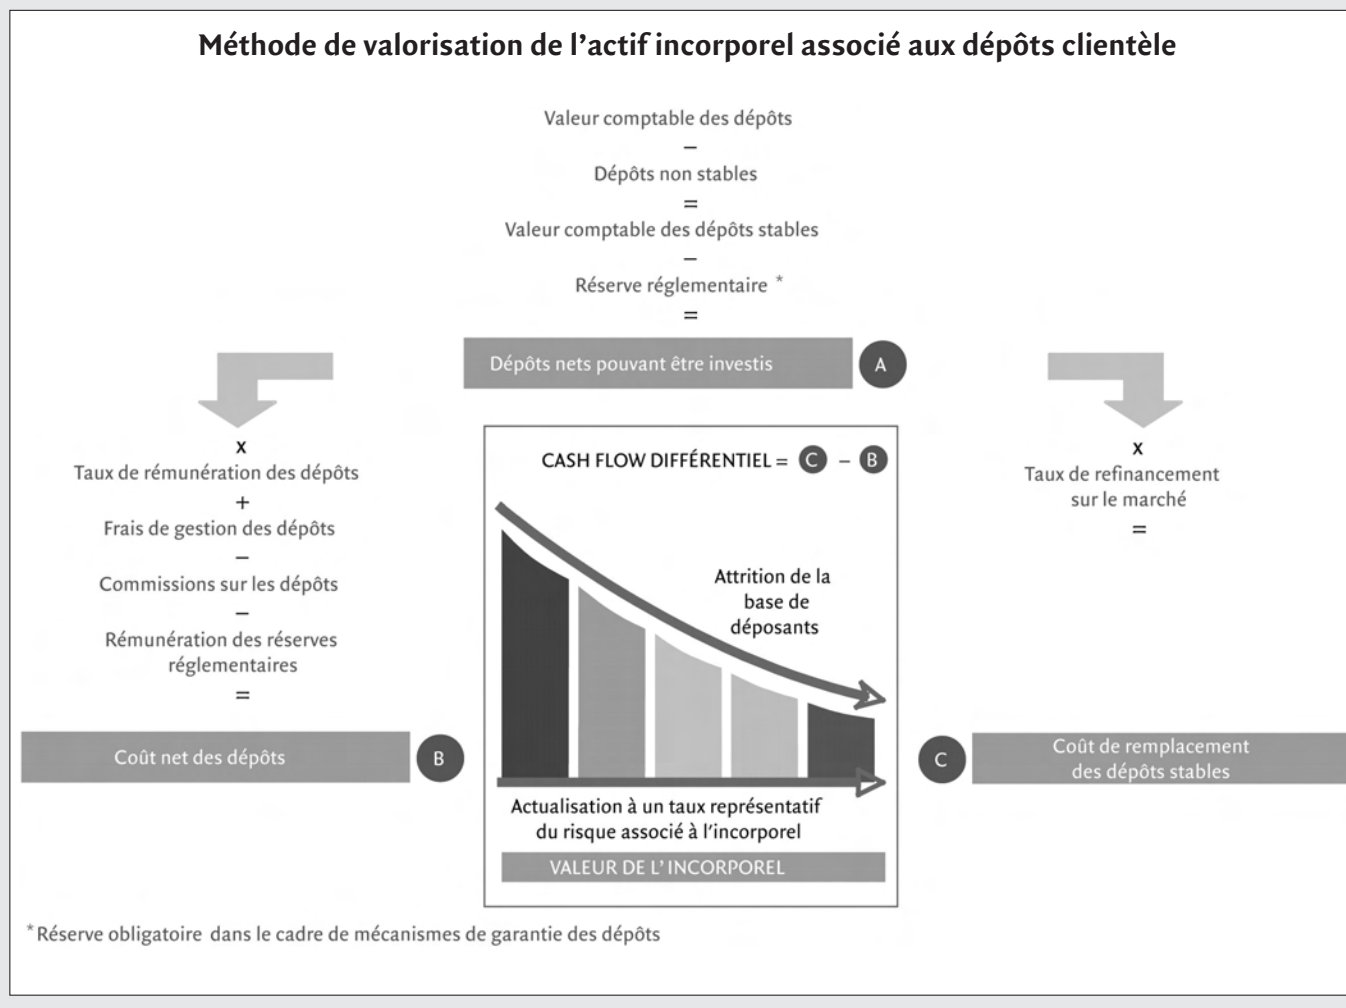 Méthode de valorisation de l’actif incorporel associé aux dépôts clientèle
Valeur comptable des dépôts
–
Dépôts non stables
=
Valeur comptable des dépôts stables
–
Réserve réglementaire *
=
Dépôts nets pouvant être investis
A
x
Taux de rémunération des dépôts
+
Frais de gestion des dépôts
–
Commissions sur les dépôts
–
Rémunération des réserves
réglementaires
=
Coût net des dépôts
B
CASH FLOW DIFFÉRENTIEL = C – B
Attrition de la
base de
déposants
Actualisation à un taux représentatif
du risque associé à l’incorporel
VALEUR DE L’ INCORPOREL
x
Taux de refinancement
sur le marché
=
C
Coût de remplacement
des dépôts stables
* Réserve obligatoire dans le cadre de mécanismes de garantie des dépôts